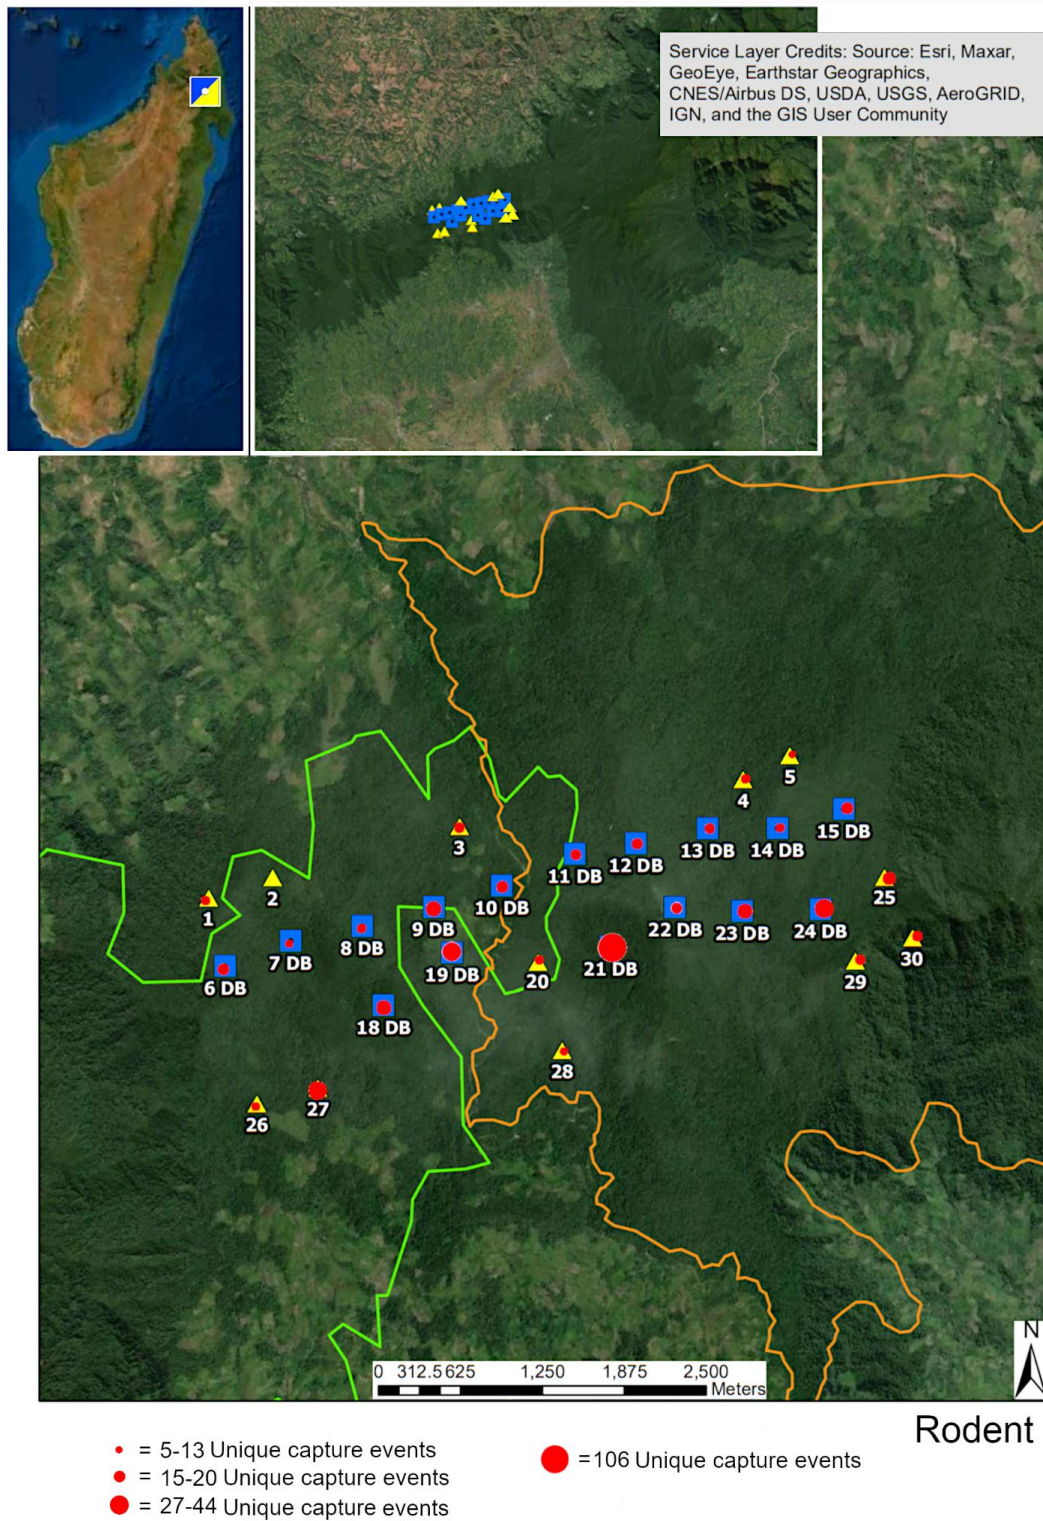 Service Layer Credits: Source: Esri, Maxar,
GeoEye, Earthstar Geographics,
CNES/Airbus DS, USDA, USGS, AeroGRID,
IGN, and the GIS User Community
5
4
15 DB
3
13 DB
14 DB
12 DB
11 DB
2
25
1
10 DB
9 DB
22 DB
23 DB
24 DB
8 DB
7 DB
30
6 DB
19 DB
20
21 DB
29
18 DB
28
27
26
0 312.5 625 1,250 1,875 2,500
Meters
N
Rodent
= 5-13 Unique capture events
= 15-20 Unique capture events
= 27-44 Unique capture events
=106 Unique capture events